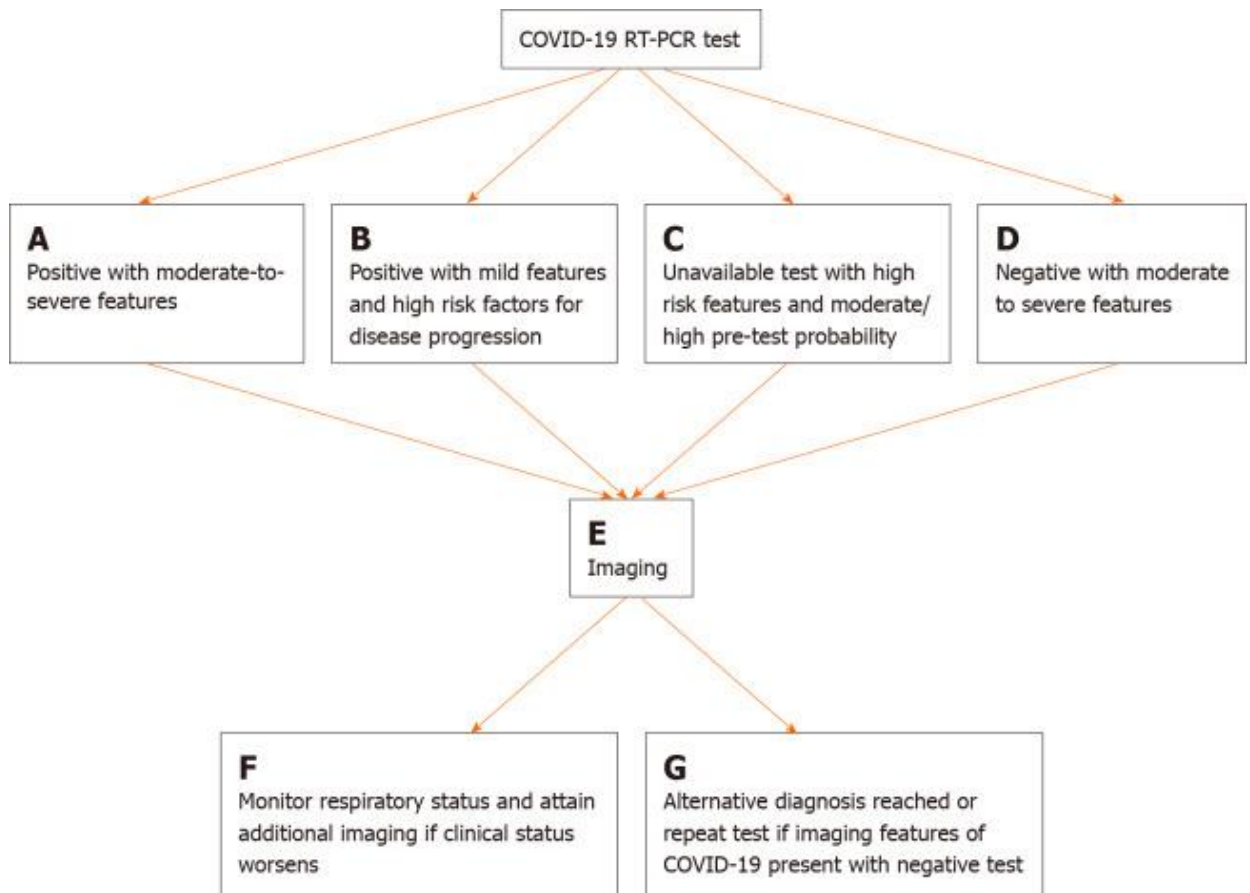 COVID-19 RT-PCR test
A
Positive with moderate-to-
severe features
B
Positive with mild features
and high risk factors for
disease progression
C
Unavailable test with high
risk features and moderate/
high pre-test probability
D
Negative with moderate
to severe features
E
Imaging
F
Monitor respiratory status and attain
additional imaging if clinical status
worsens
G
Alternative diagnosis reached or
repeat test if imaging features of
COVID-19 present with negative test